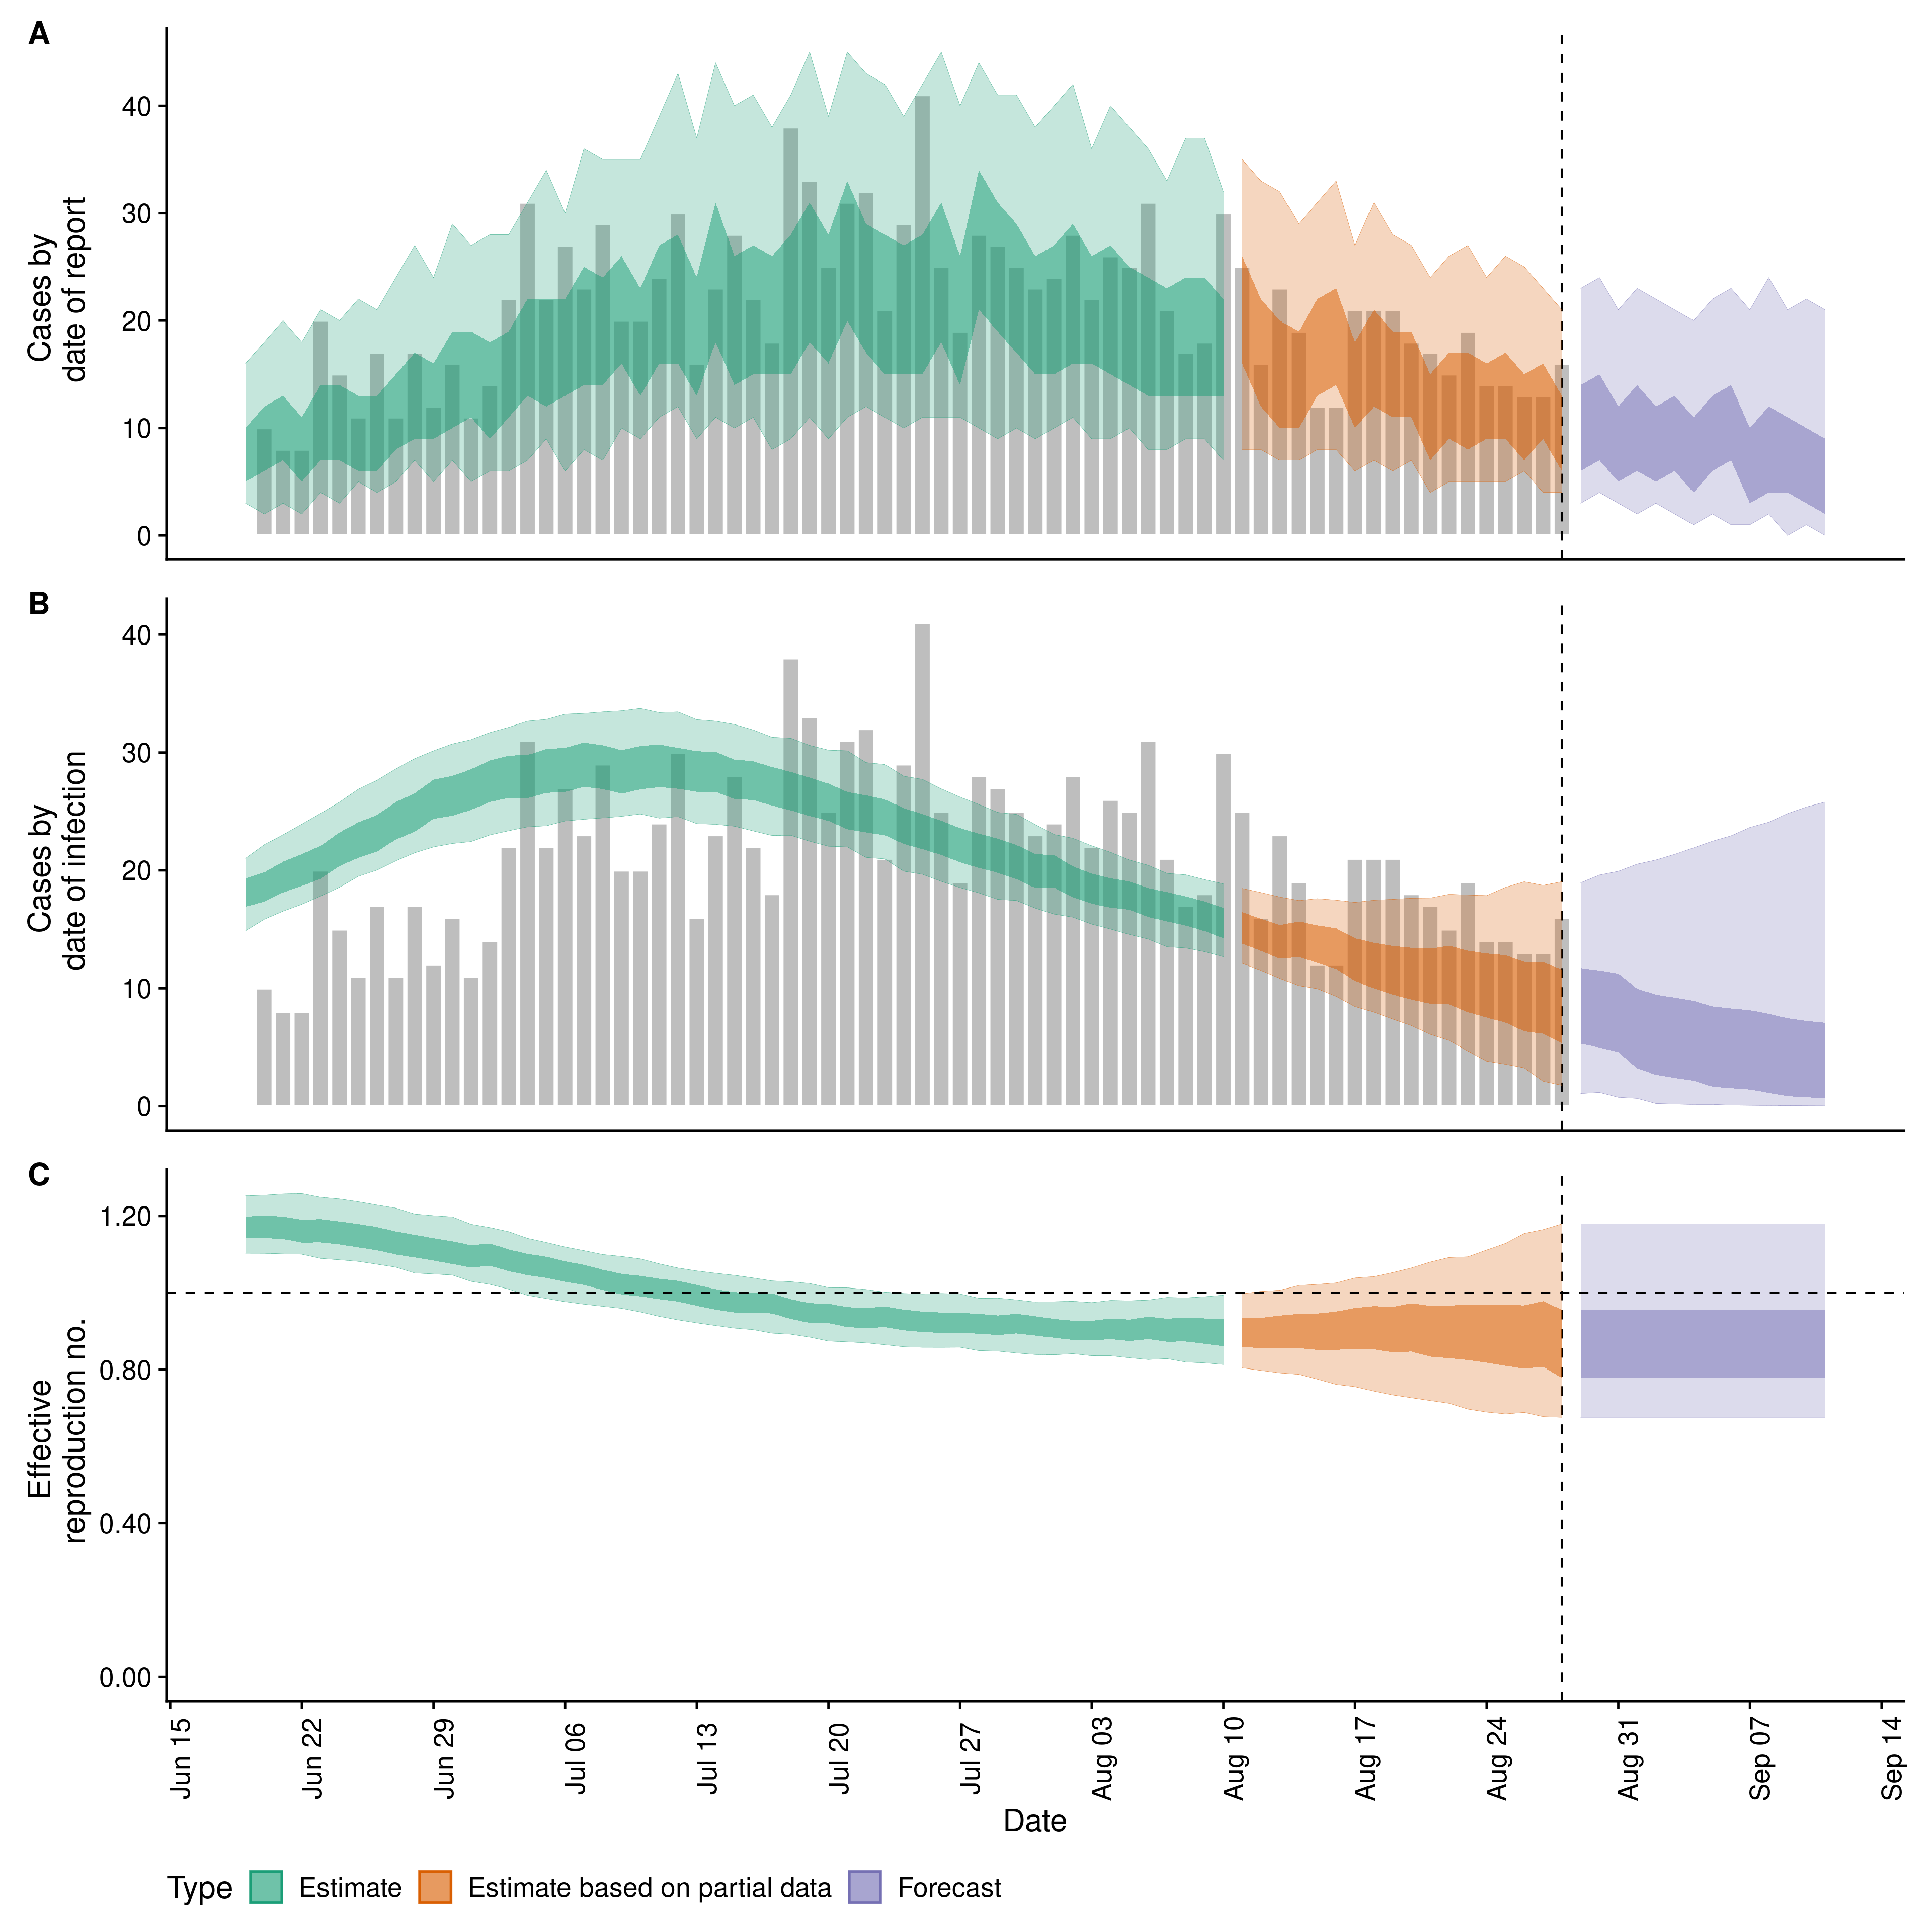 A
Cases by
date of report
40
30
20
10
0
B
Cases by
date of infection
40
30
20
10
0
C
Effective
reproduction no.
1.20
0.80
0.40
0.00
Jun 15
Jun 22
Jun 29
Jul 06
Jul 13
Jul 20
Jul 27
Aug 03
Aug 10
Aug 17
Aug 24
Aug 31
Sep 07
Sep 14
Date
Type Estimate Estimate based on partial data Forecast